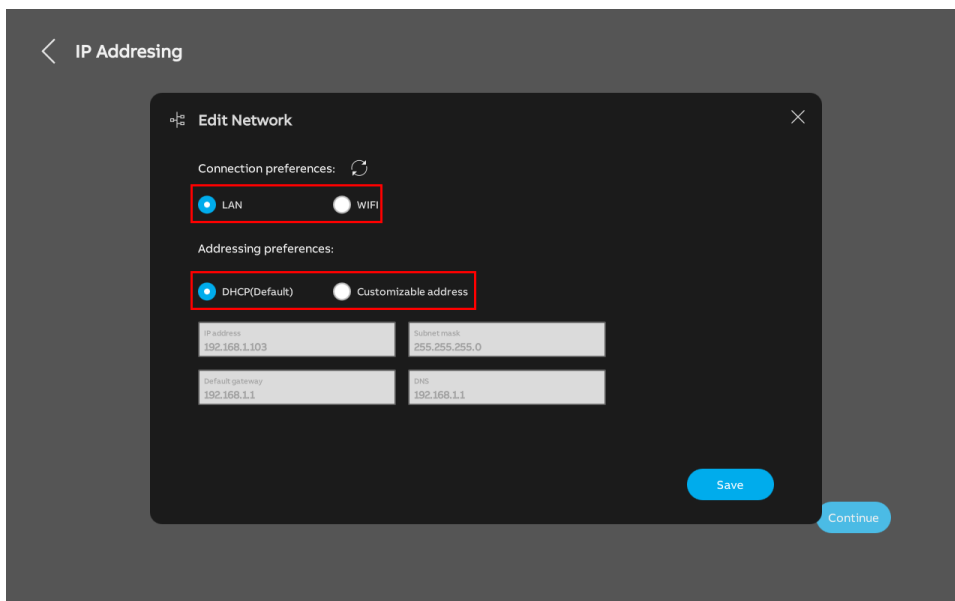 IP Addresing
Edit Network
Connection preferences:
LAN WIFI
Addressing preferences:
DHCP(Default) Customizable address
IP address Subnet mask
192.168.1.103 255.255.255.0
Default gateway DNS
192.168.1.1 192.168.1.1
Save
Continue